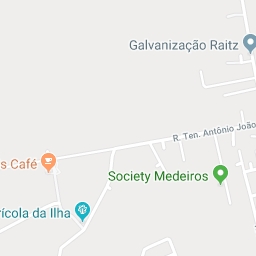 Galvanização Raitz
R. Ten. Antônio João
s Café
Society Medeiros
rícola da Ilha